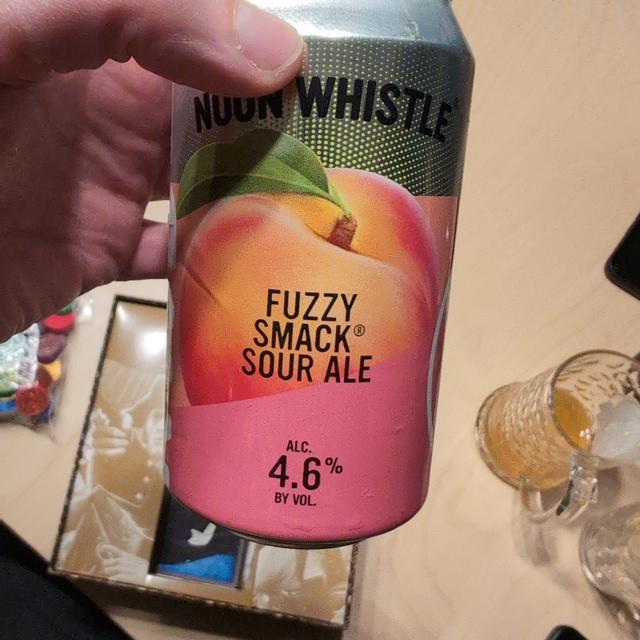 NOON WHISTLE®
FUZZY
SMACK®
SOUR ALE
ALC.
4.6%
BY VOL.